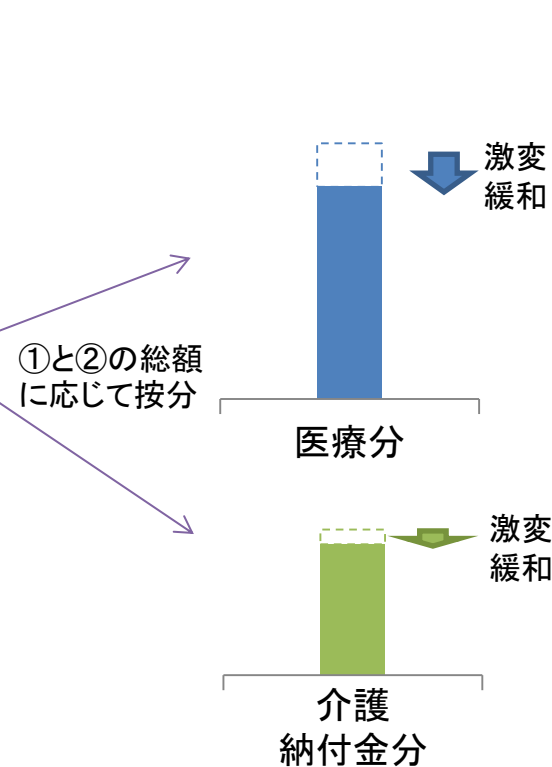 激変
緩和
①と②の総額
に応じて按分
医療分
激変
緩和
介護
納付金分